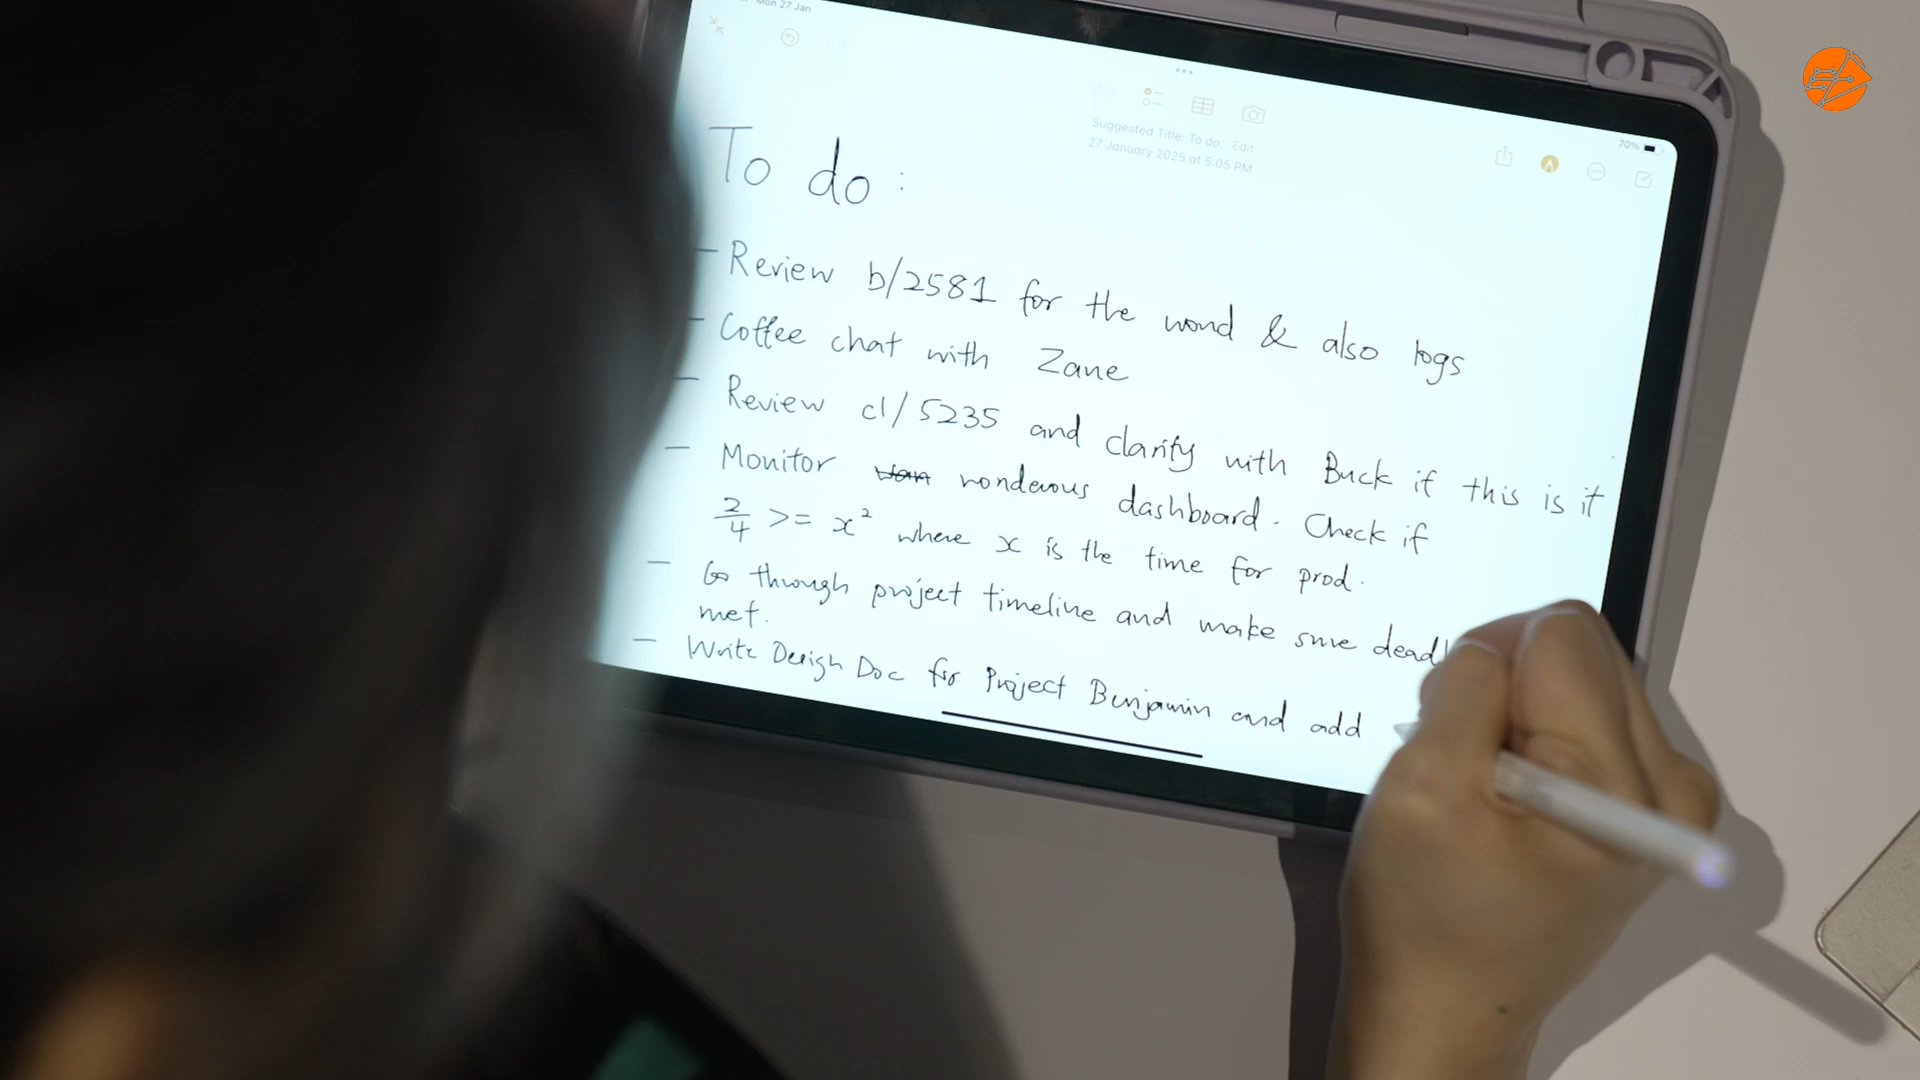 Mon 27 Jan
70%
Suggested Title: To do: Edit
27 January 2025 at 5:05 PM
To do :
- Review b/2581 for the word & also logs
- Coffee chat with Zane
- Review cl/5235 and clarify with Buck if this is it
- Monitor wonderous dashboard. Check if
2/4 >= x² where x is the time for prod.
- Go through project timeline and make sure
met.
- Write Design Doc for Project Benjamin and add